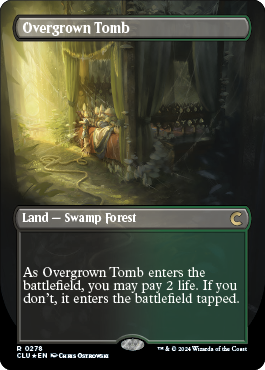 Overgrown Tomb
Land — Swamp Forest
As Overgrown Tomb enters the
battlefield, you may pay 2 life. If you
don't, it enters the battlefield tapped.
R 0278
CLU ★ EN Chris Ostrowski
™ & © 2024 Wizards of the Coast